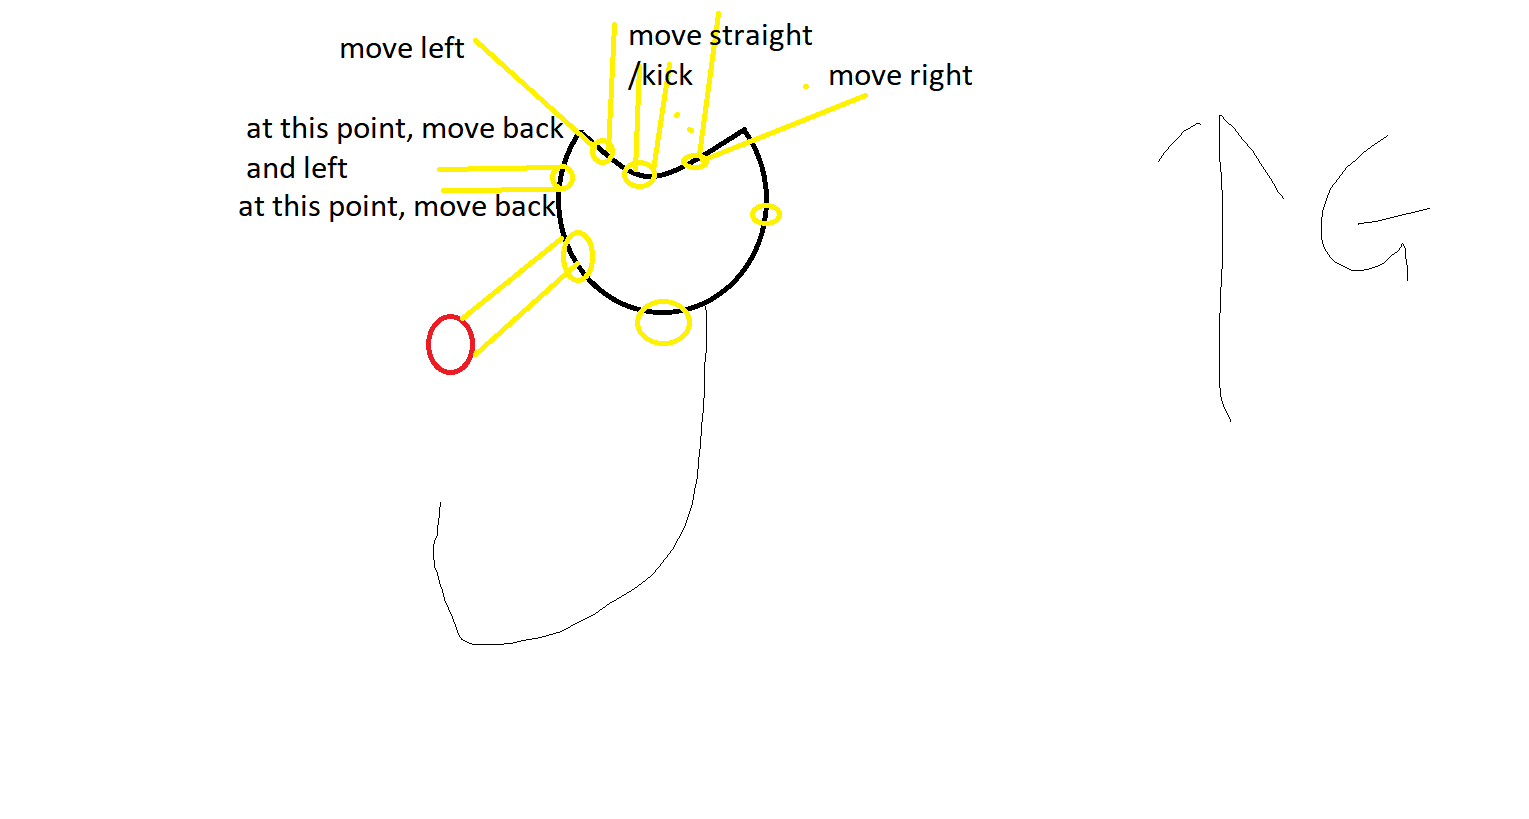 move left
move straight
/kick
move right
at this point, move back
and left
at this point, move back
G